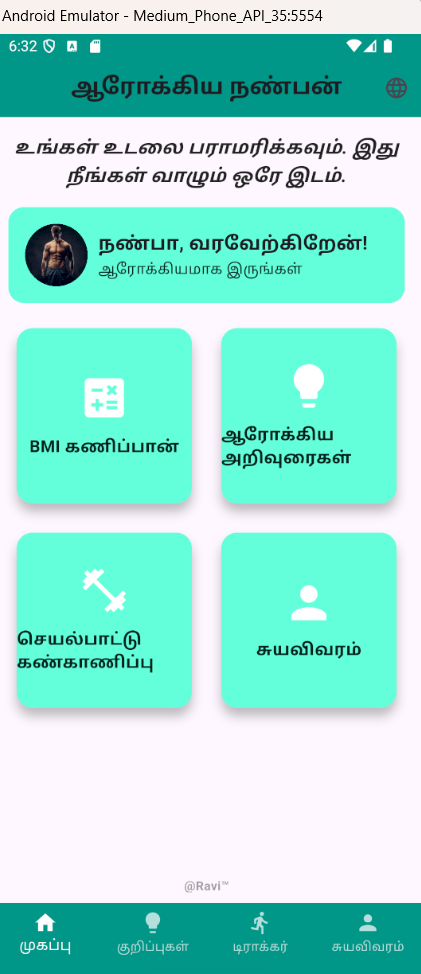 Android Emulator - Medium_Phone_API_35:5554
6:32
ஆரோக்கிய நண்பன்
உங்கள் உடலை பராமரிக்கவும். இது
நீங்கள் வாழும் ஒரே இடம்.
நண்பா, வரவேற்கிறேன்!
ஆரோக்கியமாக இருங்கள்
BMI கணிப்பான்
ஆரோக்கிய
அறிவுரைகள்
செயல்பாட்டு
கண்காணிப்பு
சுயவிவரம்
@Ravi™
முகப்பு
குறிப்புகள்
டிராக்கர்
சுயவிவரம்